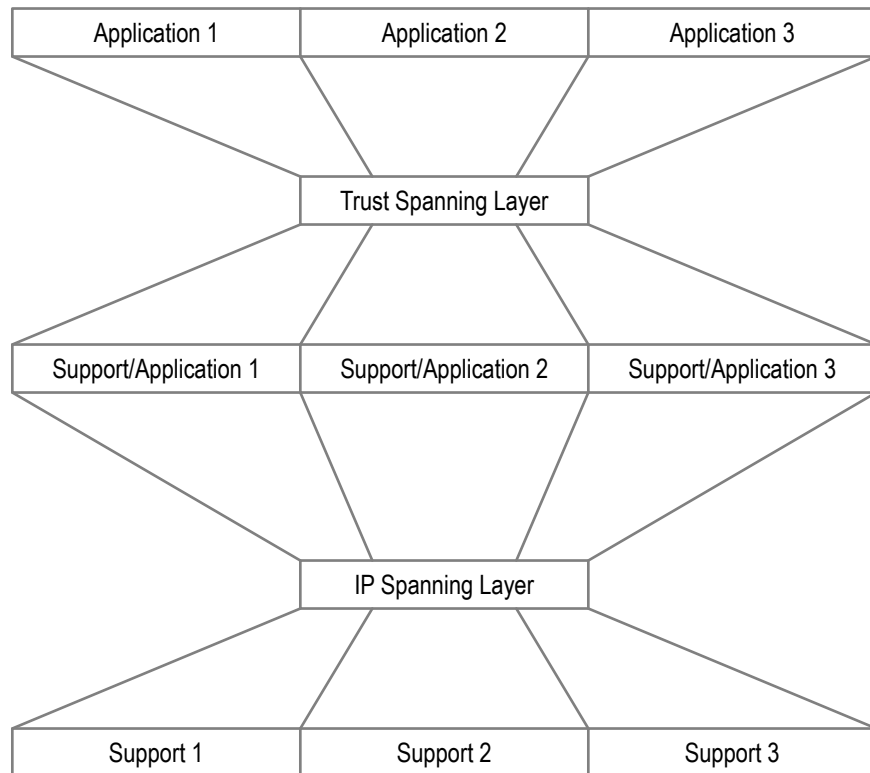 Application 1 Application 2 Application 3
Trust Spanning Layer
Support/Application 1 Support/Application 2 Support/Application 3
IP Spanning Layer
Support 1 Support 2 Support 3